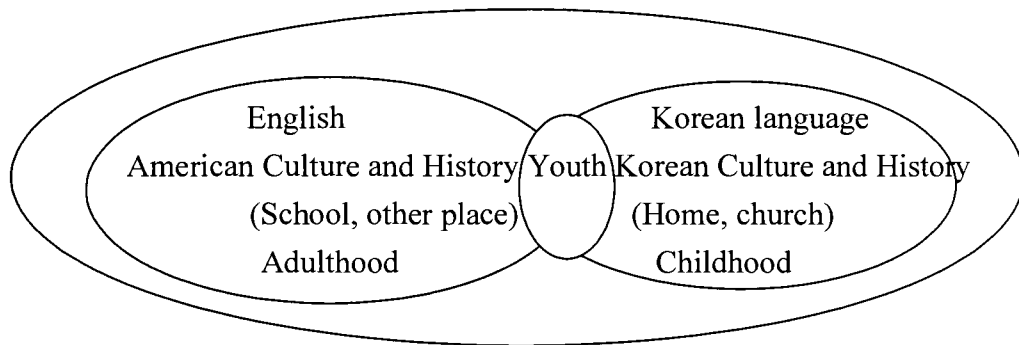 English
American Culture and History
(School, other place)
Adulthood
Youth
Korean language
Korean Culture and History
(Home, church)
Childhood